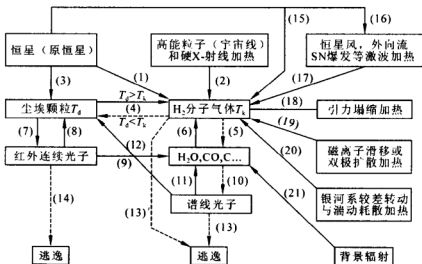 (15)
(16)
恒星(原恒星)
高能粒子(宇宙线)
和硬X-射线加热
恒星风,外向流
SN爆发等激波加热
(1)
(2)
(3)
(17)
尘埃颗粒Td
Td>Tk
(4)
Td<Tk
H₂分子气体Tk
(18)
引力塌缩加热
(19)
(7)
(8)
(6)
(5)
磁离子滑移或
双极扩散加热
红外连续光子
(12)
(9)
H₂O,CO,C…
(20)
(11)
(10)
银河系较差转动
与湍动耗散加热
(14)
谱线光子
(21)
(13)
(13)
逃逸
逃逸
背景辐射